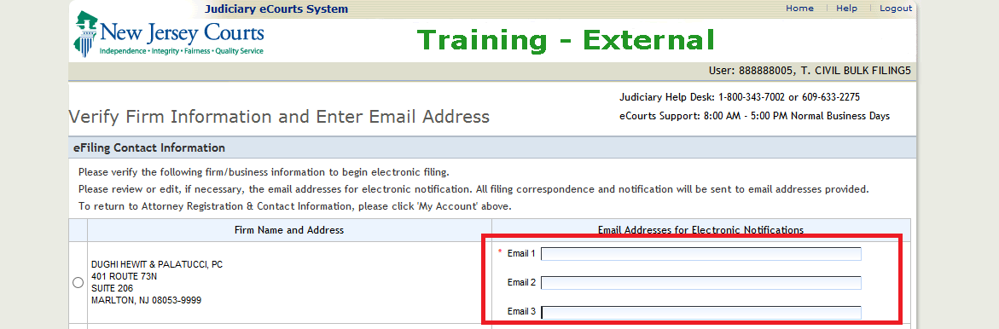 Judiciary eCourts System
Home | Help | Logout
New Jersey Courts
Independence • Integrity • Fairness • Quality Service
Training - External
User: 888888005, T. CIVIL BULK FILING5
Judiciary Help Desk: 1-800-343-7002 or 609-633-2275
Verify Firm Information and Enter Email Address
eCourts Support: 8:00 AM - 5:00 PM Normal Business Days
eFiling Contact Information
Please verify the following firm/business information to begin electronic filing.
Please review or edit, if necessary, the email addresses for electronic notification. All filing correspondence and notification will be sent to email addresses provided.
To return to Attorney Registration & Contact Information, please click 'My Account' above.
Firm Name and Address
Email Addresses for Electronic Notifications
DUGHI HEWIT & PALATUCCI, PC
401 ROUTE 73N
SUITE 206
MARLTON, NJ 08053-9999
* Email 1
Email 2
Email 3